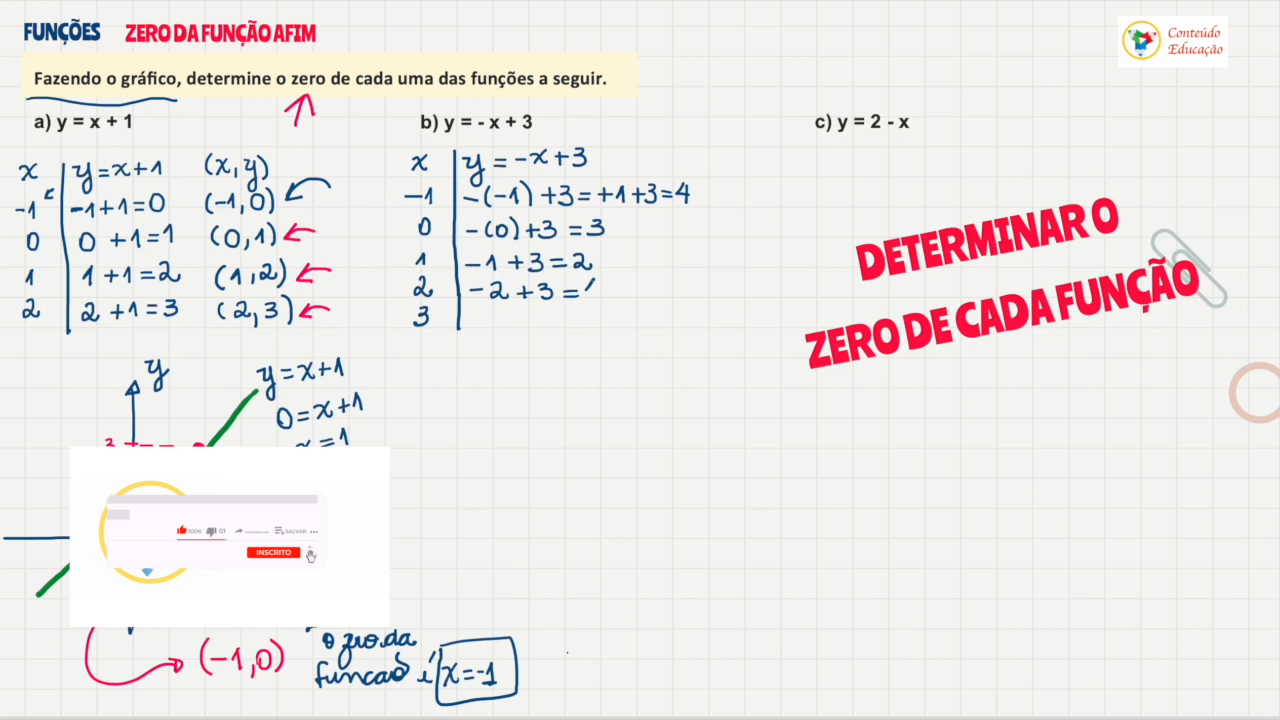 FUNÇÕES ZERO DA FUNÇÃO AFIM
Conteúdo
Educação
Fazendo o gráfico, determine o zero de cada uma das funções a seguir.
a) y = x + 1
x y=x+1 (x,y)
-1 -1+1=0 (-1,0)
0 0+1=1 (0,1)
1 1+1=2 (1,2)
2 2+1=3 (2,3)
y
3
y=x+1
0=x+1
x=1
100K 01 SALVAR
INSCRITO
(-1,0)
o zero da
funcao é x=-1
b) y = - x + 3
x y=-x+3
-1 -(-1)+3=+1+3=4
0 -(0)+3=3
1 -1+3=2
2 -2+3=
3
c) y = 2 - x
DETERMINAR O
ZERO DE CADA FUNÇÃO